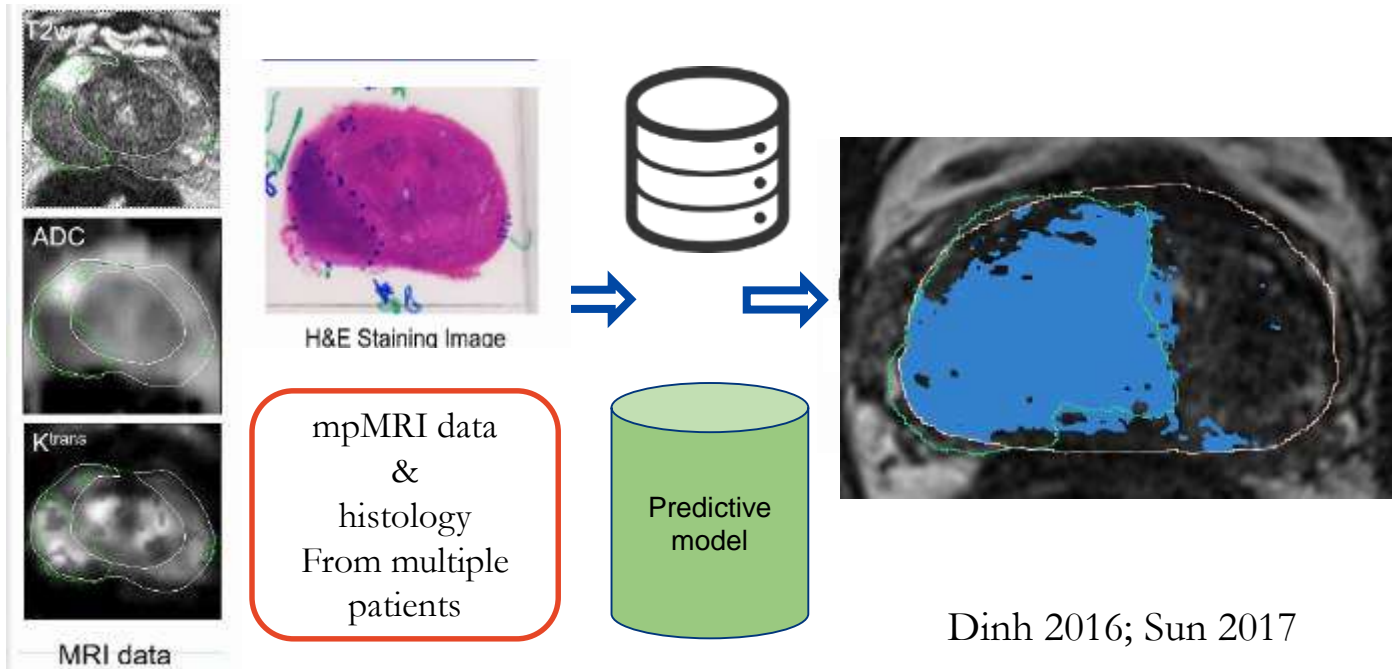 T2w
ADC
Ktrans
MRI data
H&E Staining Image
mpMRI data
&
histology
From multiple
patients
Predictive
model
Dinh 2016; Sun 2017